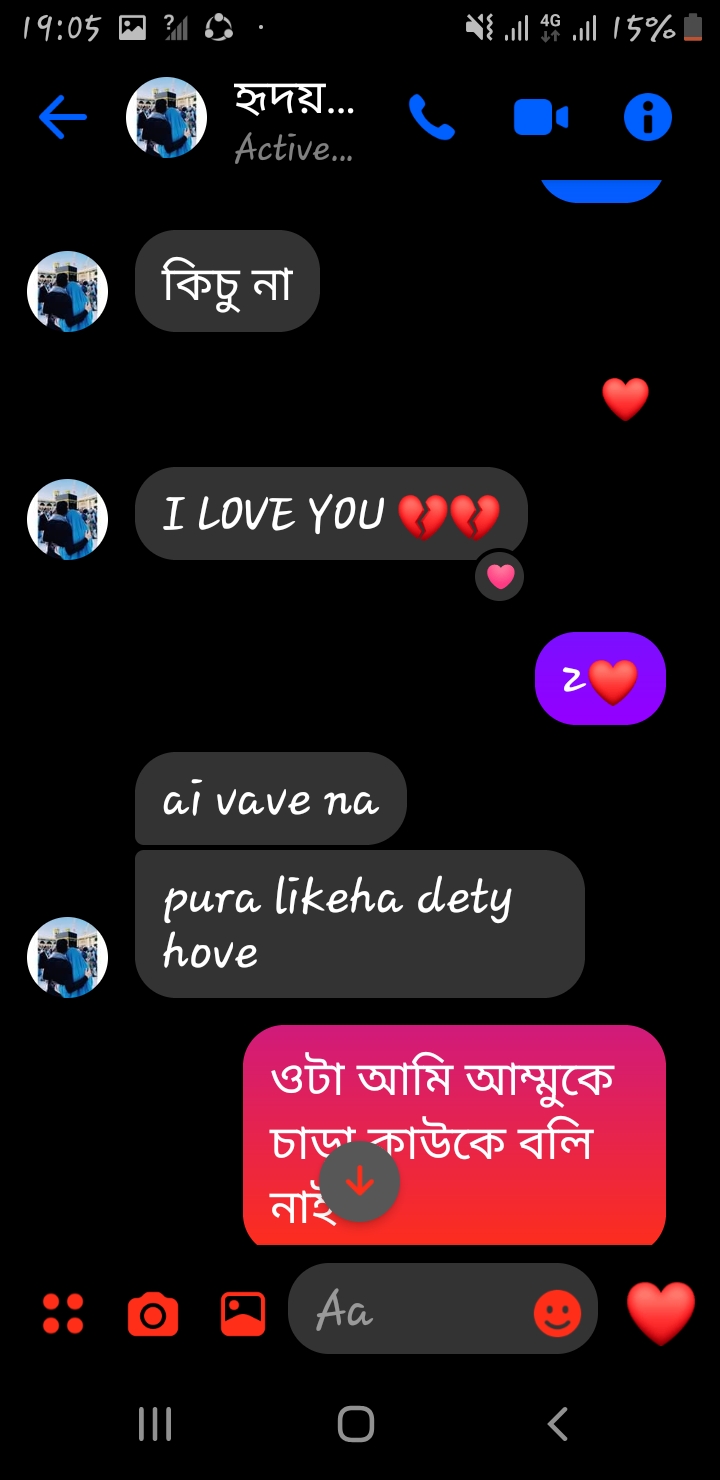 19:05
4G
15%
হৃদয়...
Active...
কিচু না
I LOVE YOU 💔💔
2❤️
ai vave na
pura likeha dety
hove
ওটা আমি আম্মুকে
চাড়া কাউকে বলি
নাই
Aa